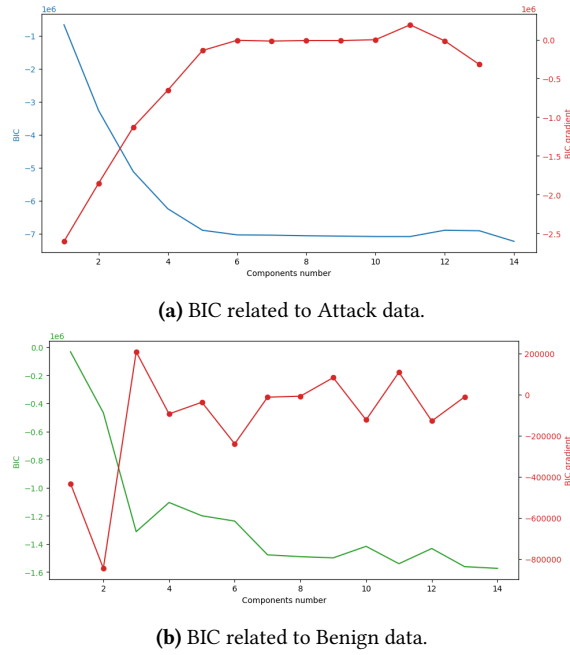 1e6
1e6
−1
−2
−3
−4
−5
−6
−7
BIC
0.0
−0.5
−1.0
−1.5
−2.0
−2.5
BIC gradient
2 4 6 8 10 12 14
Components number
(a) BIC related to Attack data.
1e6
0.0
−0.2
−0.4
−0.6
−0.8
−1.0
−1.2
−1.4
−1.6
BIC
200000
0
−200000
−400000
−600000
−800000
BIC gradient
2 4 6 8 10 12 14
Components number
(b) BIC related to Benign data.